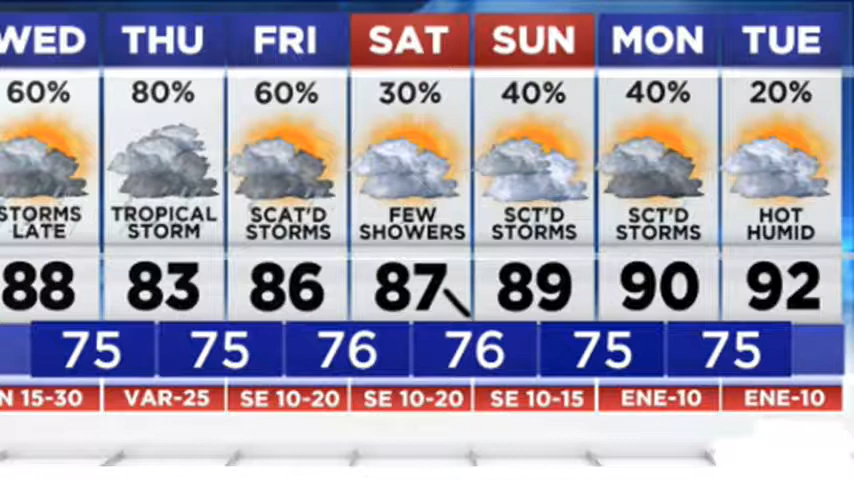 WED THU FRI SAT SUN MON TUE
60% 80% 60% 30% 40% 40% 20%
STORMS TROPICAL SCAT'D FEW SCT'D SCT'D HOT
LATE STORM STORMS SHOWERS STORMS STORMS HUMID
88 83 86 87 89 90 92
75 75 76 76 75 75
N 15-30 VAR-25 SE 10-20 SE 10-20 SE 10-15 ENE-10 ENE-10